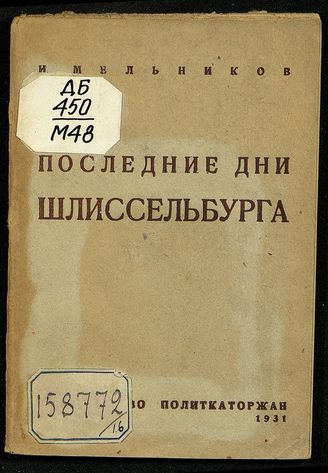 И. МЕЛЬНИКОВ
ДБ
450
М48
ПОСЛЕДНИЕ ДНИ
ШЛИССЕЛЬБУРГА
158772
16
ВО ПОЛИТКАТОРЖАН
1931